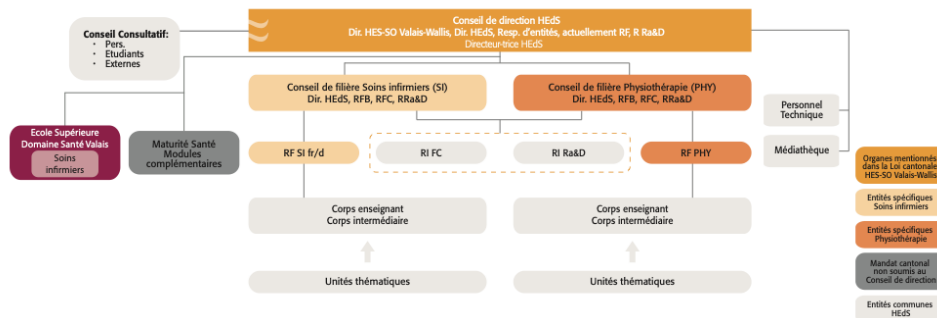 Conseil de direction HEdS
Dir. HES-SO Valais-Wallis, Dir. HEdS, Resp. d'entités, actuellement RF, R Ra&D
Directeur-trice HEdS
Conseil Consultatif:
• Pers.
• Etudiants
• Externes
Conseil de filière Soins infirmiers (SI)
Dir. HEdS, RFB, RFC, RRa&D
Conseil de filière Physiothérapie (PHY)
Dir. HEdS, RFB, RFC, RRa&D
Personnel
Technique
Médiathèque
Ecole Supérieure
Domaine Santé Valais
Soins
infirmiers
Maturité Santé
Modules
complémentaires
RF SI fr/d
RI FC
RI Ra&D
RF PHY
Corps enseignant
Corps intermédiaire
Corps enseignant
Corps intermédiaire
Unités thématiques
Unités thématiques
Organes mentionnés
dans la Loi cantonale
HES-SO Valais-Wallis
Entités spécifiques
Soins infirmiers
Entités spécifiques
Physiothérapie
Mandat cantonal
non soumis au
Conseil de direction
Entités communes
HEdS